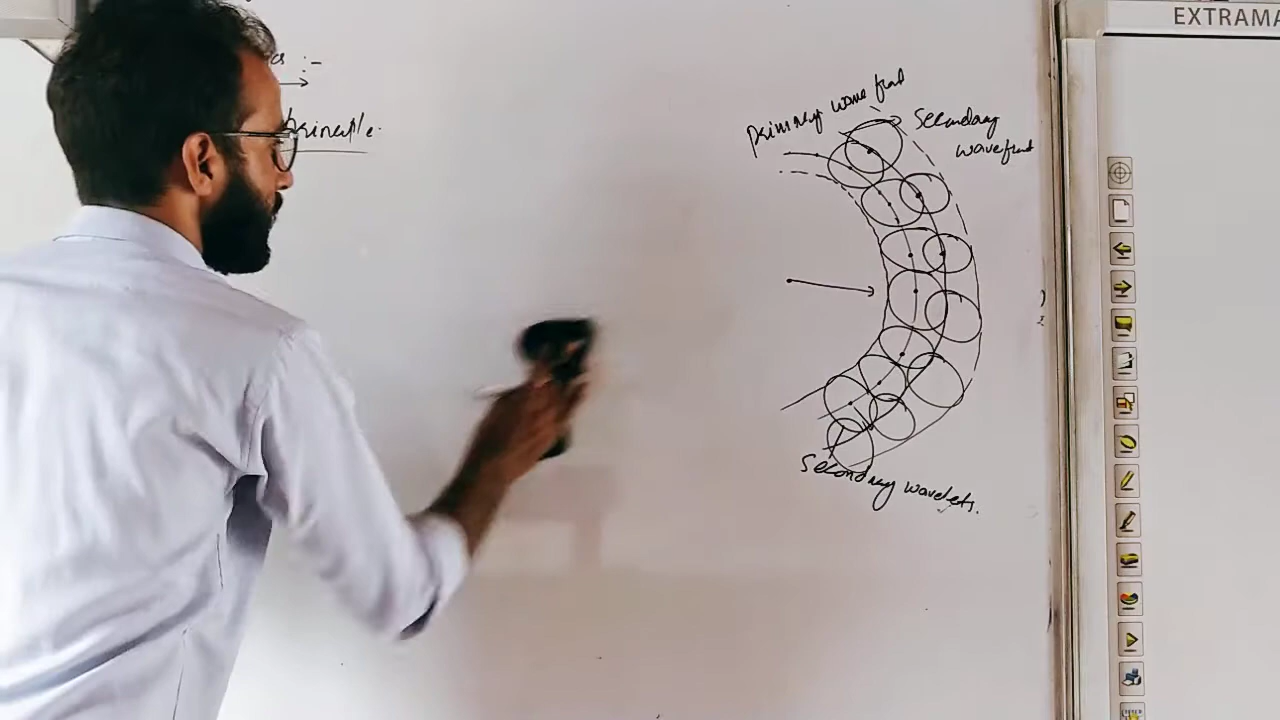 principle.
Primary wave front
Secondary
wavefront
Secondary wavelets.
EXTRAMA